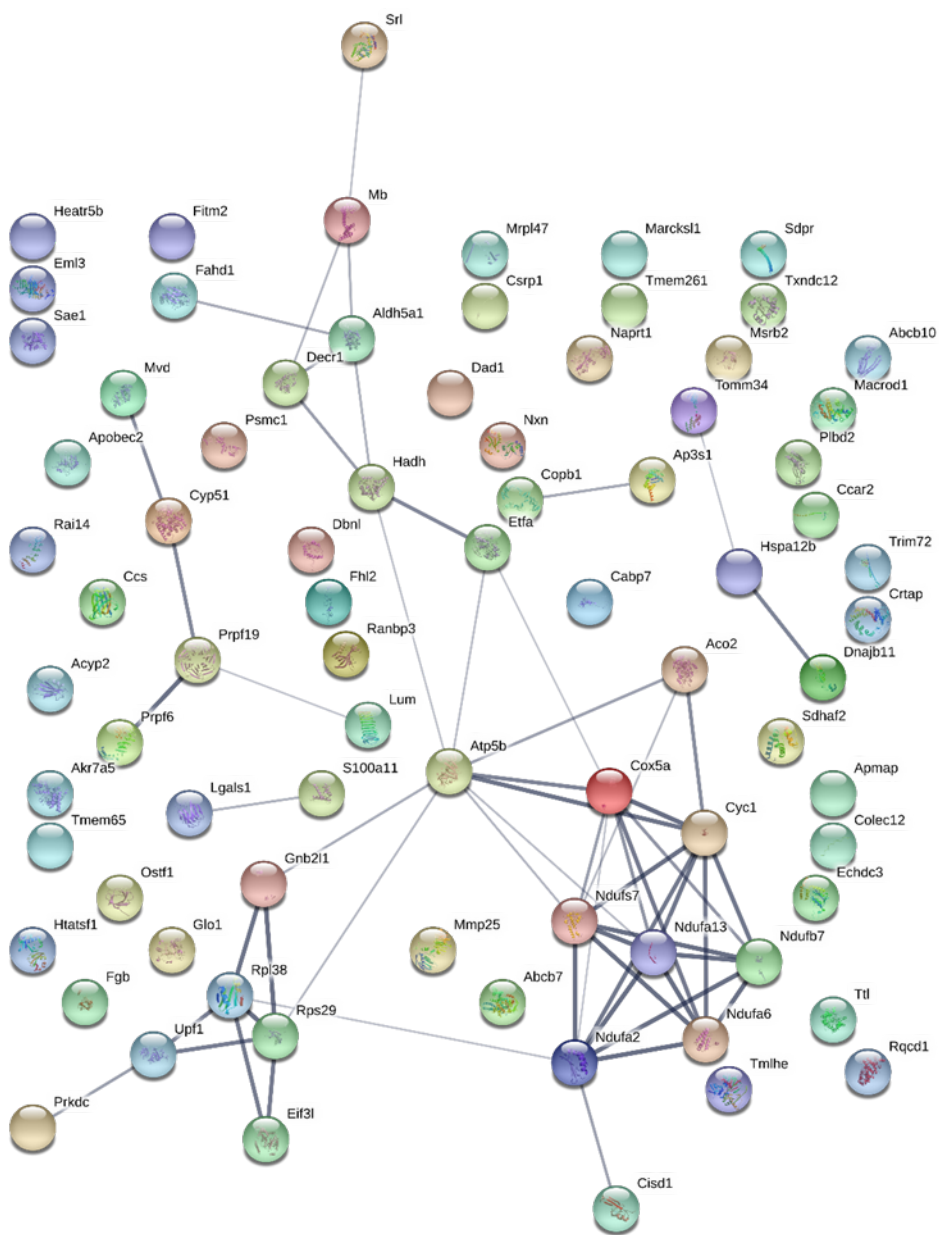 Srl
Mb
Heatr5b
Fitm2
Mrpl47
Marcksl1
Sdpr
Eml3
Fahd1
Csrp1
Tmem261
Txndc12
Sae1
Aldh5a1
Naprt1
Msrb2
Abcb10
Mvd
Decr1
Dad1
Tomm34
Macrod1
Apobec2
Psmc1
Nxn
Ap3s1
Plbd2
Cyp51
Hadh
Copb1
Ccar2
Rai14
Dbnl
Etfa
Hspa12b
Trim72
Ccs
Fhl2
Cabp7
Crtap
Prpf19
Ranbp3
Aco2
Dnajb11
Acyp2
Lum
Sdhaf2
Prpf6
Atp5b
Akr7a5
Lgals1
S100a11
Cox5a
Apmap
Tmem65
Cyc1
Colec12
Gnb2l1
Echdc3
Ostf1
Ndufs7
Htatsf1
Glo1
Mmp25
Ndufa13
Ndufb7
Fgb
Rpl38
Abcb7
Rps29
Ndufa6
Ttl
Upf1
Ndufa2
Rqcd1
Prkdc
Tmlhe
Eif3l
Cisd1